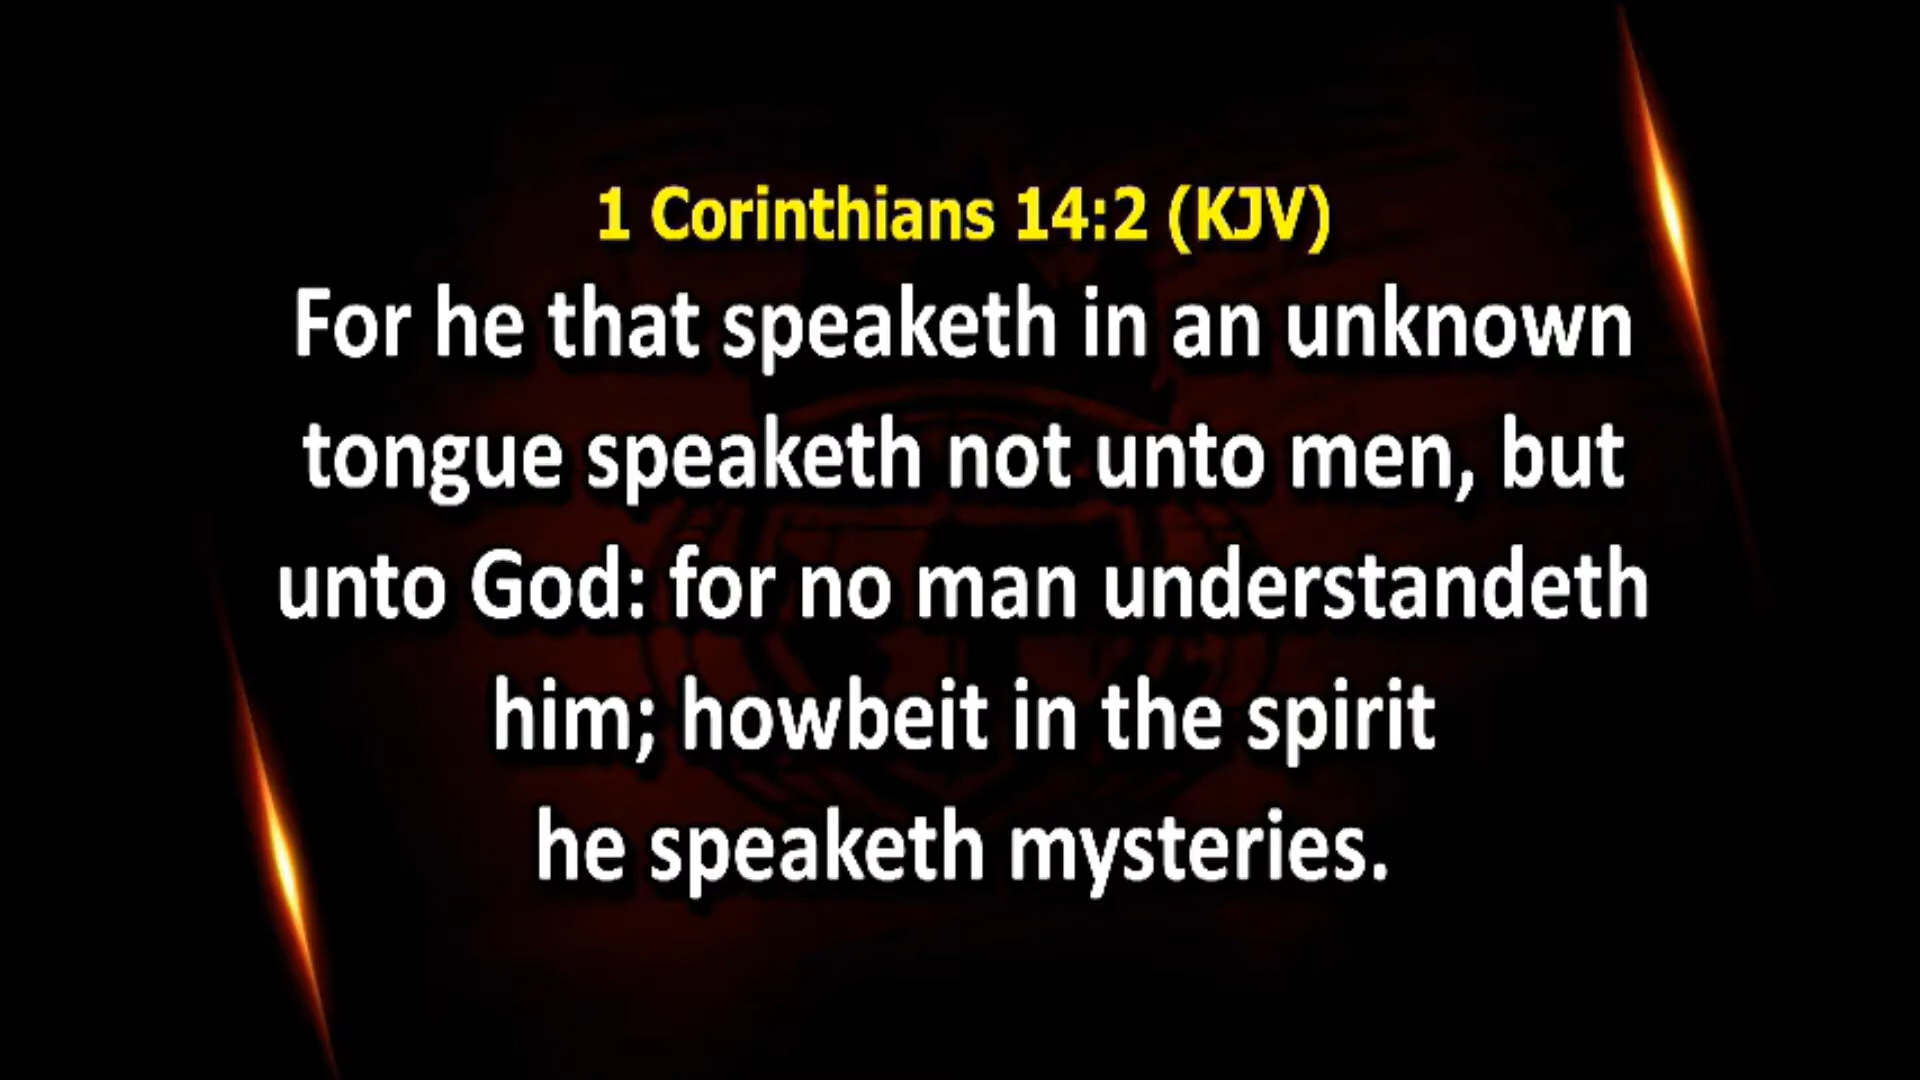 1 Corinthians 14:2 (KJV)
For he that speaketh in an unknown
tongue speaketh not unto men, but
unto God: for no man understandeth
him; howbeit in the spirit
he speaketh mysteries.